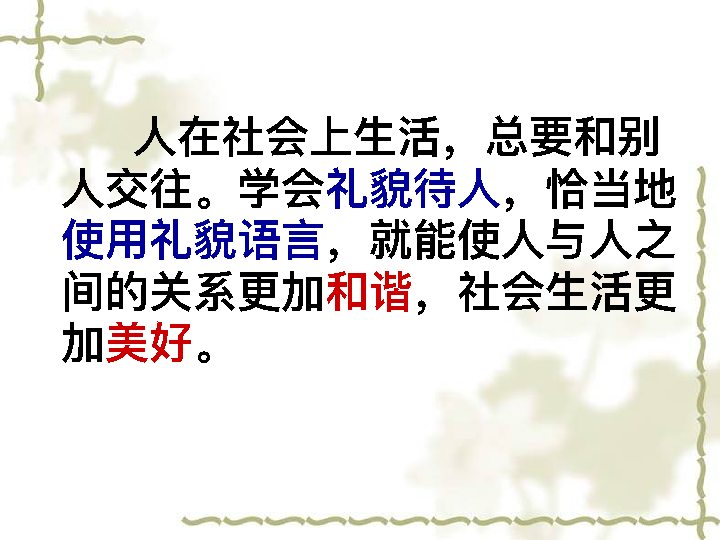 人在社会上生活，总要和别
人交往。学会礼貌待人，恰当地
使用礼貌语言，就能使人与人之
间的关系更加和谐，社会生活更
加美好。